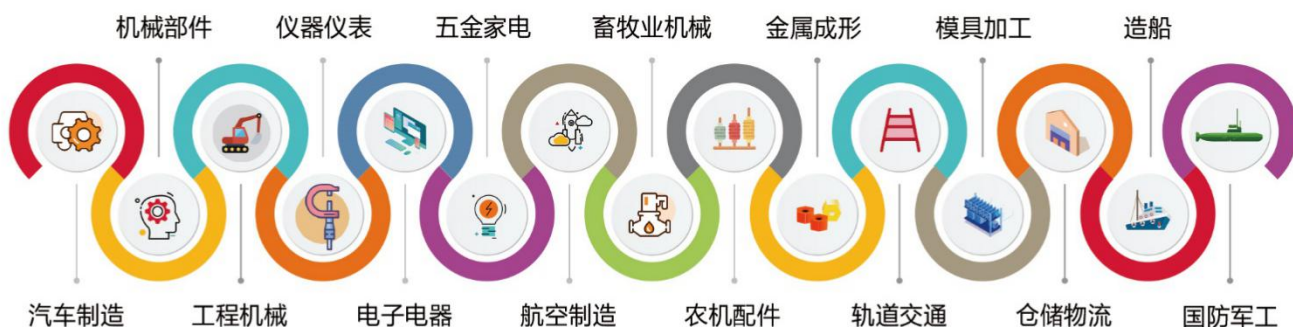 机械部件
仪器仪表
五金家电
畜牧业机械
金属成形
模具加工
造船
汽车制造
工程机械
电子电器
航空制造
农机配件
轨道交通
仓储物流
国防军工